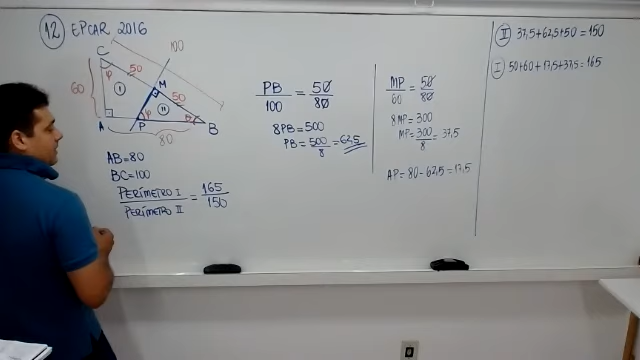 12 EPCAR 2016
C
100
φ
50
M
60
I
50
II
φ
θ
A
P
B
80
AB=80
BC=100
PERÍMETRO I / PERÍMETRO II = 165 / 150
PB / 100 = 50 / 80
8PB=500
PB=500/8=62,5
MP / 60 = 50 / 80
8MP=300
MP=300/8=37,5
AP=80-62,5=17,5
II 37,5+62,5+50=150
I 50+60+17,5+37,5=165